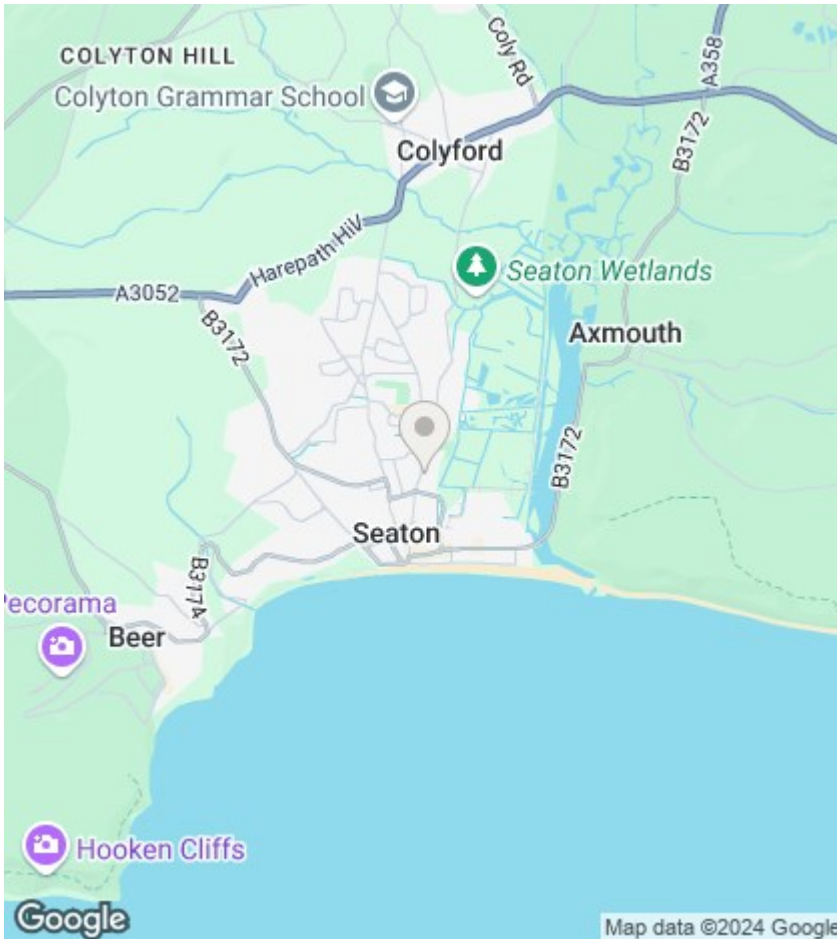 COLYTON HILL
Coly Rd
A358
Colyton Grammar School
B3172
Colyford
Harepath Hil
Seaton Wetlands
A3052
B3172
Axmouth
B3172
Seaton
B3174
Pecorama
Beer
Hooken Cliffs
Google
Map data ©2024 Google